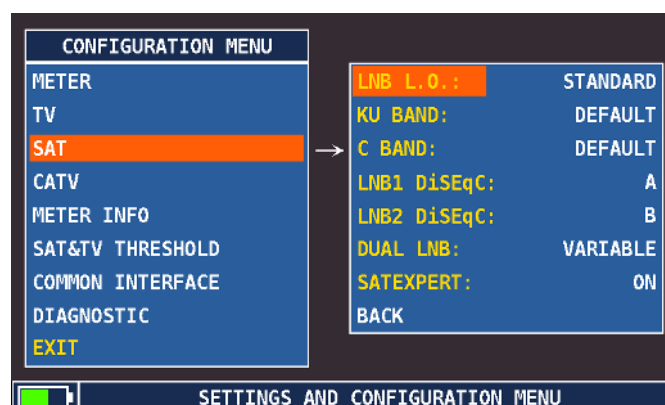 CONFIGURATION MENU
METER
TV
SAT
CATV
METER INFO
SAT&TV THRESHOLD
COMMON INTERFACE
DIAGNOSTIC
EXIT
LNB L.O.: STANDARD
KU BAND: DEFAULT
C BAND: DEFAULT
LNB1 DiSEqC: A
LNB2 DiSEqC: B
DUAL LNB: VARIABLE
SATEXPERT: ON
BACK
SETTINGS AND CONFIGURATION MENU